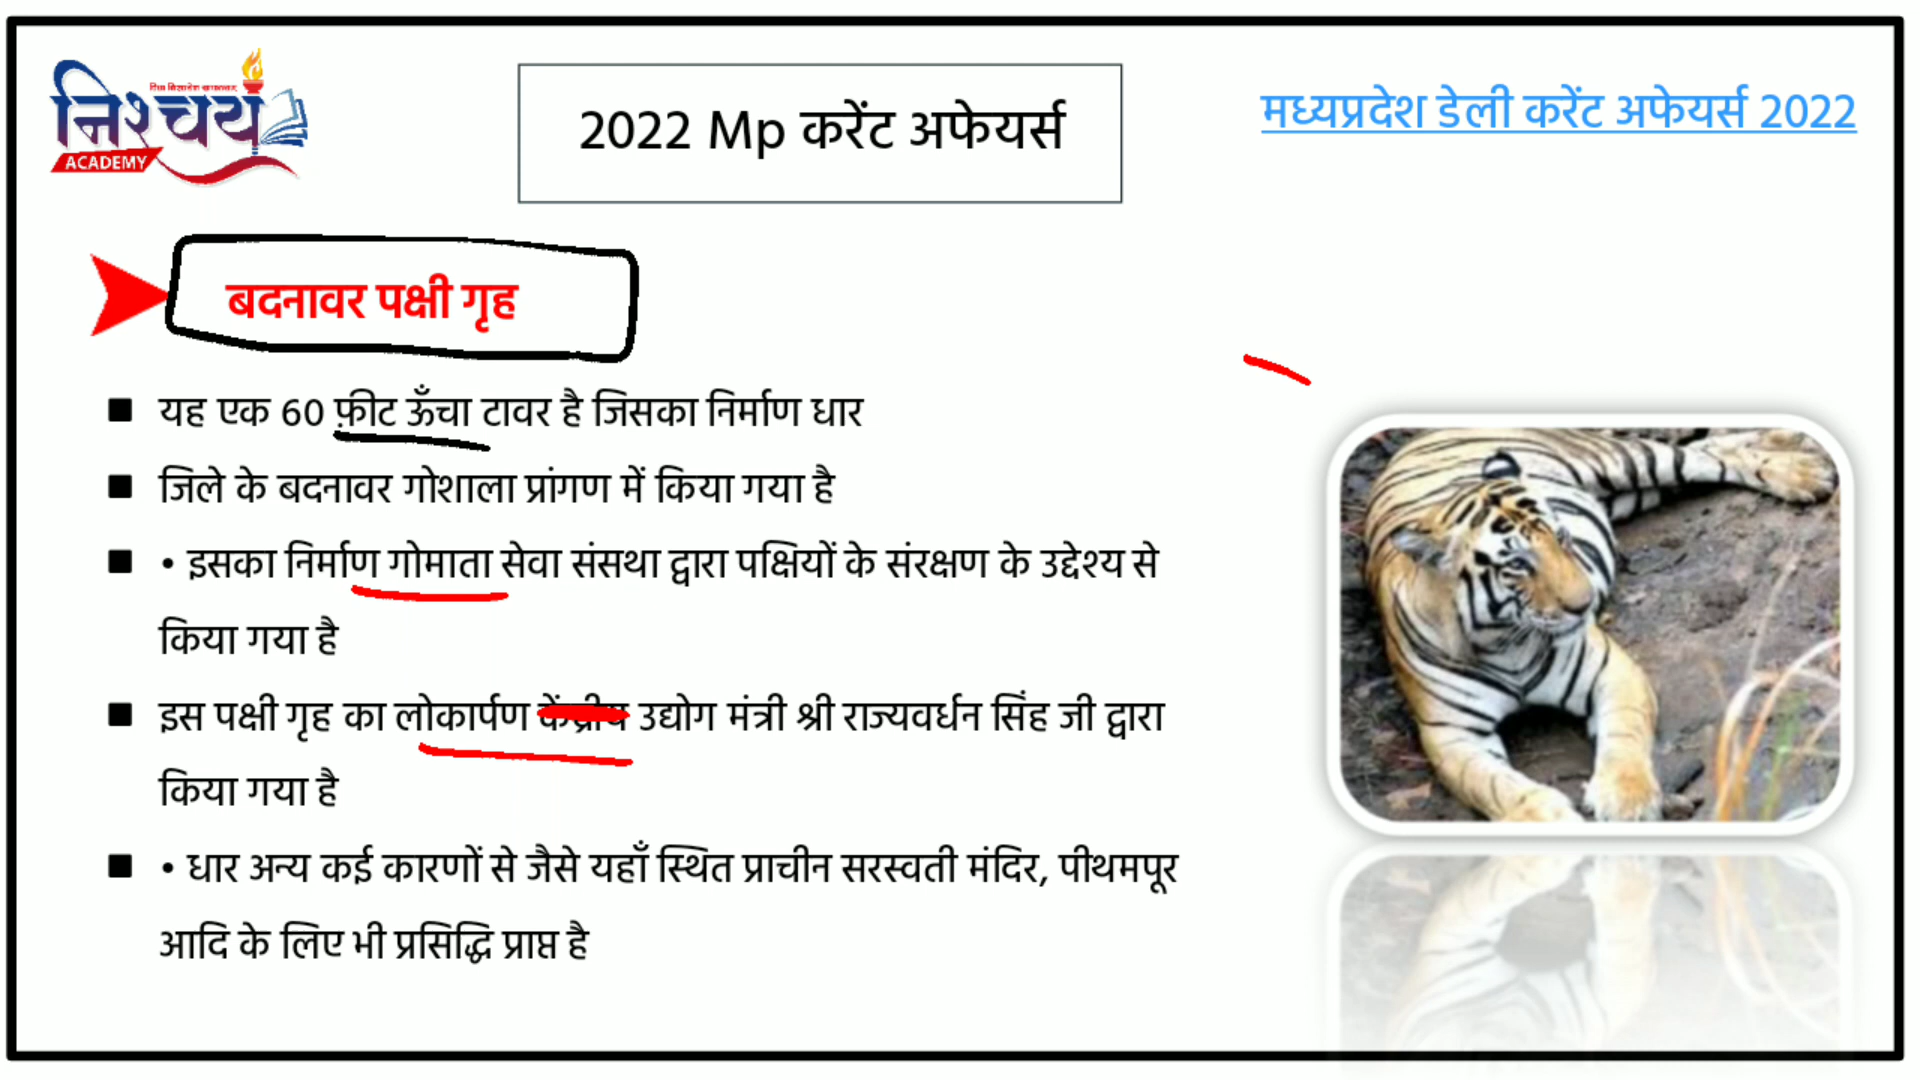 निश्चय
ACADEMY
2022 Mp करेंट अफेयर्स
मध्यप्रदेश डेली करेंट अफेयर्स 2022
बदनावर पक्षी गृह
यह एक 60 फ़ीट ऊँचा टावर है जिसका निर्माण धार
जिले के बदनावर गोशाला प्रांगण में किया गया है
• इसका निर्माण गोमाता सेवा संसथा द्वारा पक्षियों के संरक्षण के उद्देश्य से
किया गया है
इस पक्षी गृह का लोकार्पण केंद्रीय उद्योग मंत्री श्री राज्यवर्धन सिंह जी द्वारा
किया गया है
• धार अन्य कई कारणों से जैसे यहाँ स्थित प्राचीन सरस्वती मंदिर, पीथमपूर
आदि के लिए भी प्रसिद्धि प्राप्त है